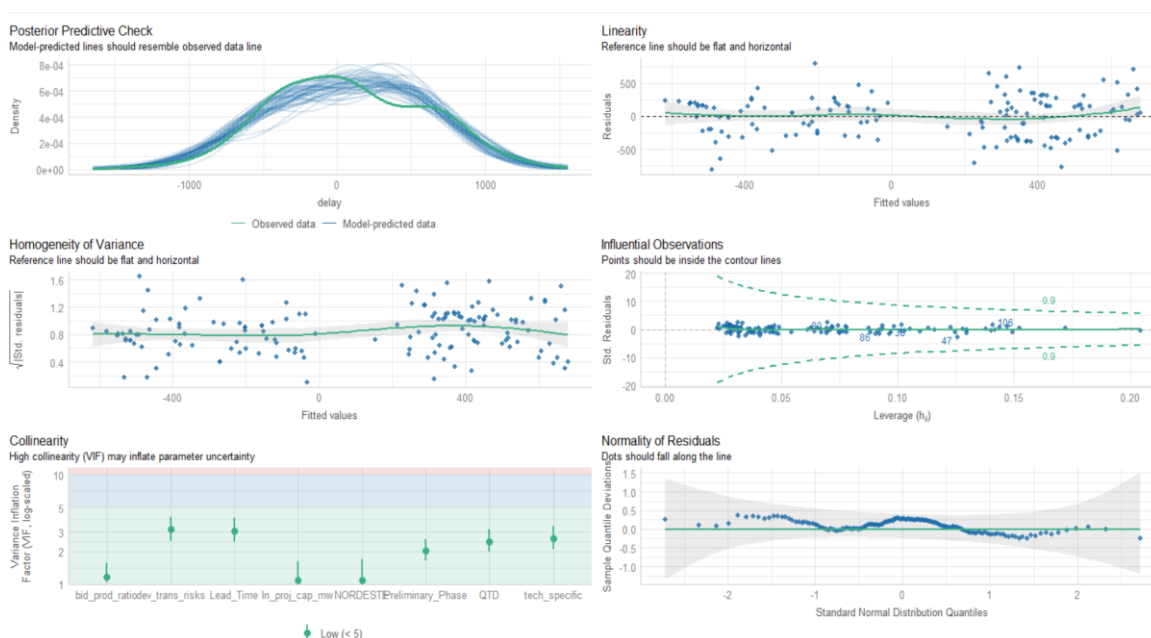 Posterior Predictive Check
Model-predicted lines should resemble observed data line
8e-04
6e-04
4e-04
2e-04
0e+00
Density
-1000
0
1000
delay
Observed data
Model-predicted data
Linearity
Reference line should be flat and horizontal
500
0
-500
Residuals
-400
0
400
Fitted values
Homogeneity of Variance
Reference line should be flat and horizontal
1.6
1.2
0.8
0.4
√|Std. residuals|
-400
0
400
Fitted values
Influential Observations
Points should be inside the contour lines
20
10
0
-10
-20
Std. Residuals
0.9
0.9
86
47
0.00
0.05
0.10
0.15
0.20
Leverage (hii)
Collinearity
High collinearity (VIF) may inflate parameter uncertainty
10
5
3
2
1
Variance Inflation
Factor (VIF, log-scaled)
bid_prod_ratio
dev_trans_risks
Lead_Time
ln_proj_cap_mw
NORDESTE
Preliminary_Phase
QTD
tech_specific
Low (< 5)
Normality of Residuals
Dots should fall along the line
1.5
1.0
0.5
0.0
-0.5
-1.0
Sample Quantile Deviations
-2
-1
0
1
2
Standard Normal Distribution Quantiles